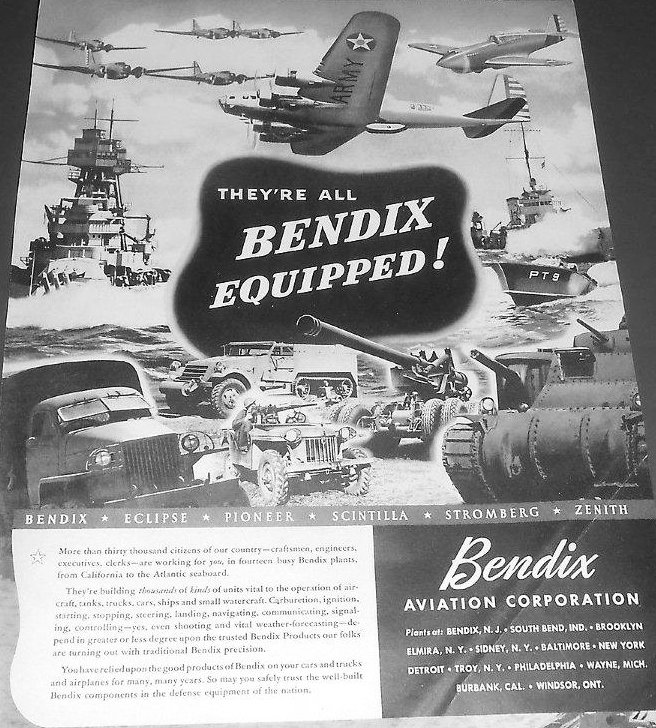 ARMY
PT 9
THEY'RE ALL
BENDIX
EQUIPPED!
BENDIX ★ ECLIPSE ★ PIONEER ★ SCINTILLA ★ STROMBERG ★ ZENITH
More than thirty thousand citizens of our country—craftsmen, engineers,
executives, clerks—are working for you, in fourteen busy Bendix plants,
from California to the Atlantic seaboard.
They're building thousands of kinds of units vital to the operation of air-
craft, tanks, trucks, cars, ships and small watercraft. Carburetion, ignition,
starting, stopping, steering, landing, navigating, communicating, signal-
ing, controlling—yes, even shooting and vital weather-forecasting—de-
pend in greater or less degree upon the trusted Bendix Products our folks
are turning out with traditional Bendix precision.
You have relied upon the good products of Bendix on your cars and trucks
and airplanes for many, many years. So may you safely trust the well-built
Bendix components in the defense equipment of the nation.
Bendix
AVIATION CORPORATION
Plants at: BENDIX, N. J. • SOUTH BEND, IND. • BROOKLYN
ELMIRA, N. Y. • SIDNEY, N. Y. • BALTIMORE • NEW YORK
DETROIT • TROY, N. Y. • PHILADELPHIA • WAYNE, MICH.
BURBANK, CAL. • WINDSOR, ONT.